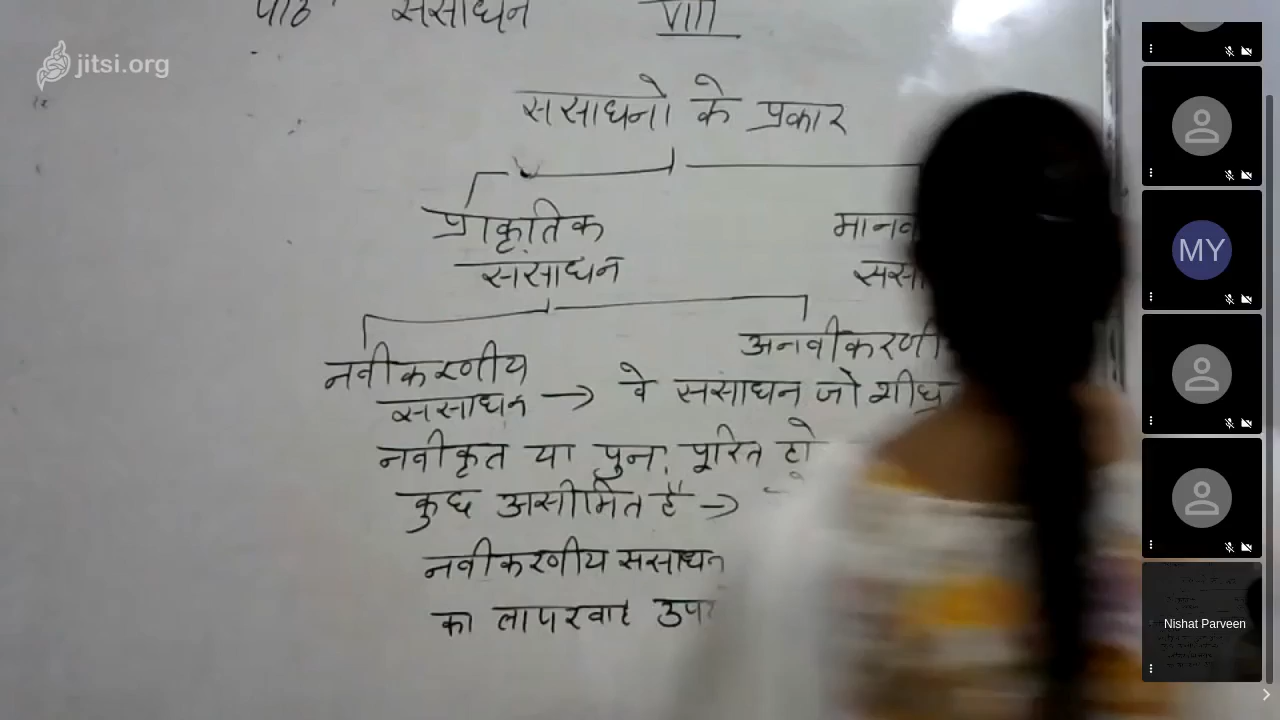 jitsi.org
पाठ संसाधन VIII
संसाधनो के प्रकार
प्राकृतिक
संसाधन
नवीकरणीय
संसाधन → वे संसाधन जो शीघ्र
नवीकृत या पुनः पूरित हो
कुछ असीमित है →
नवीकरणीय संसाधन
का लापरवाह
MY
Nishat Parveen